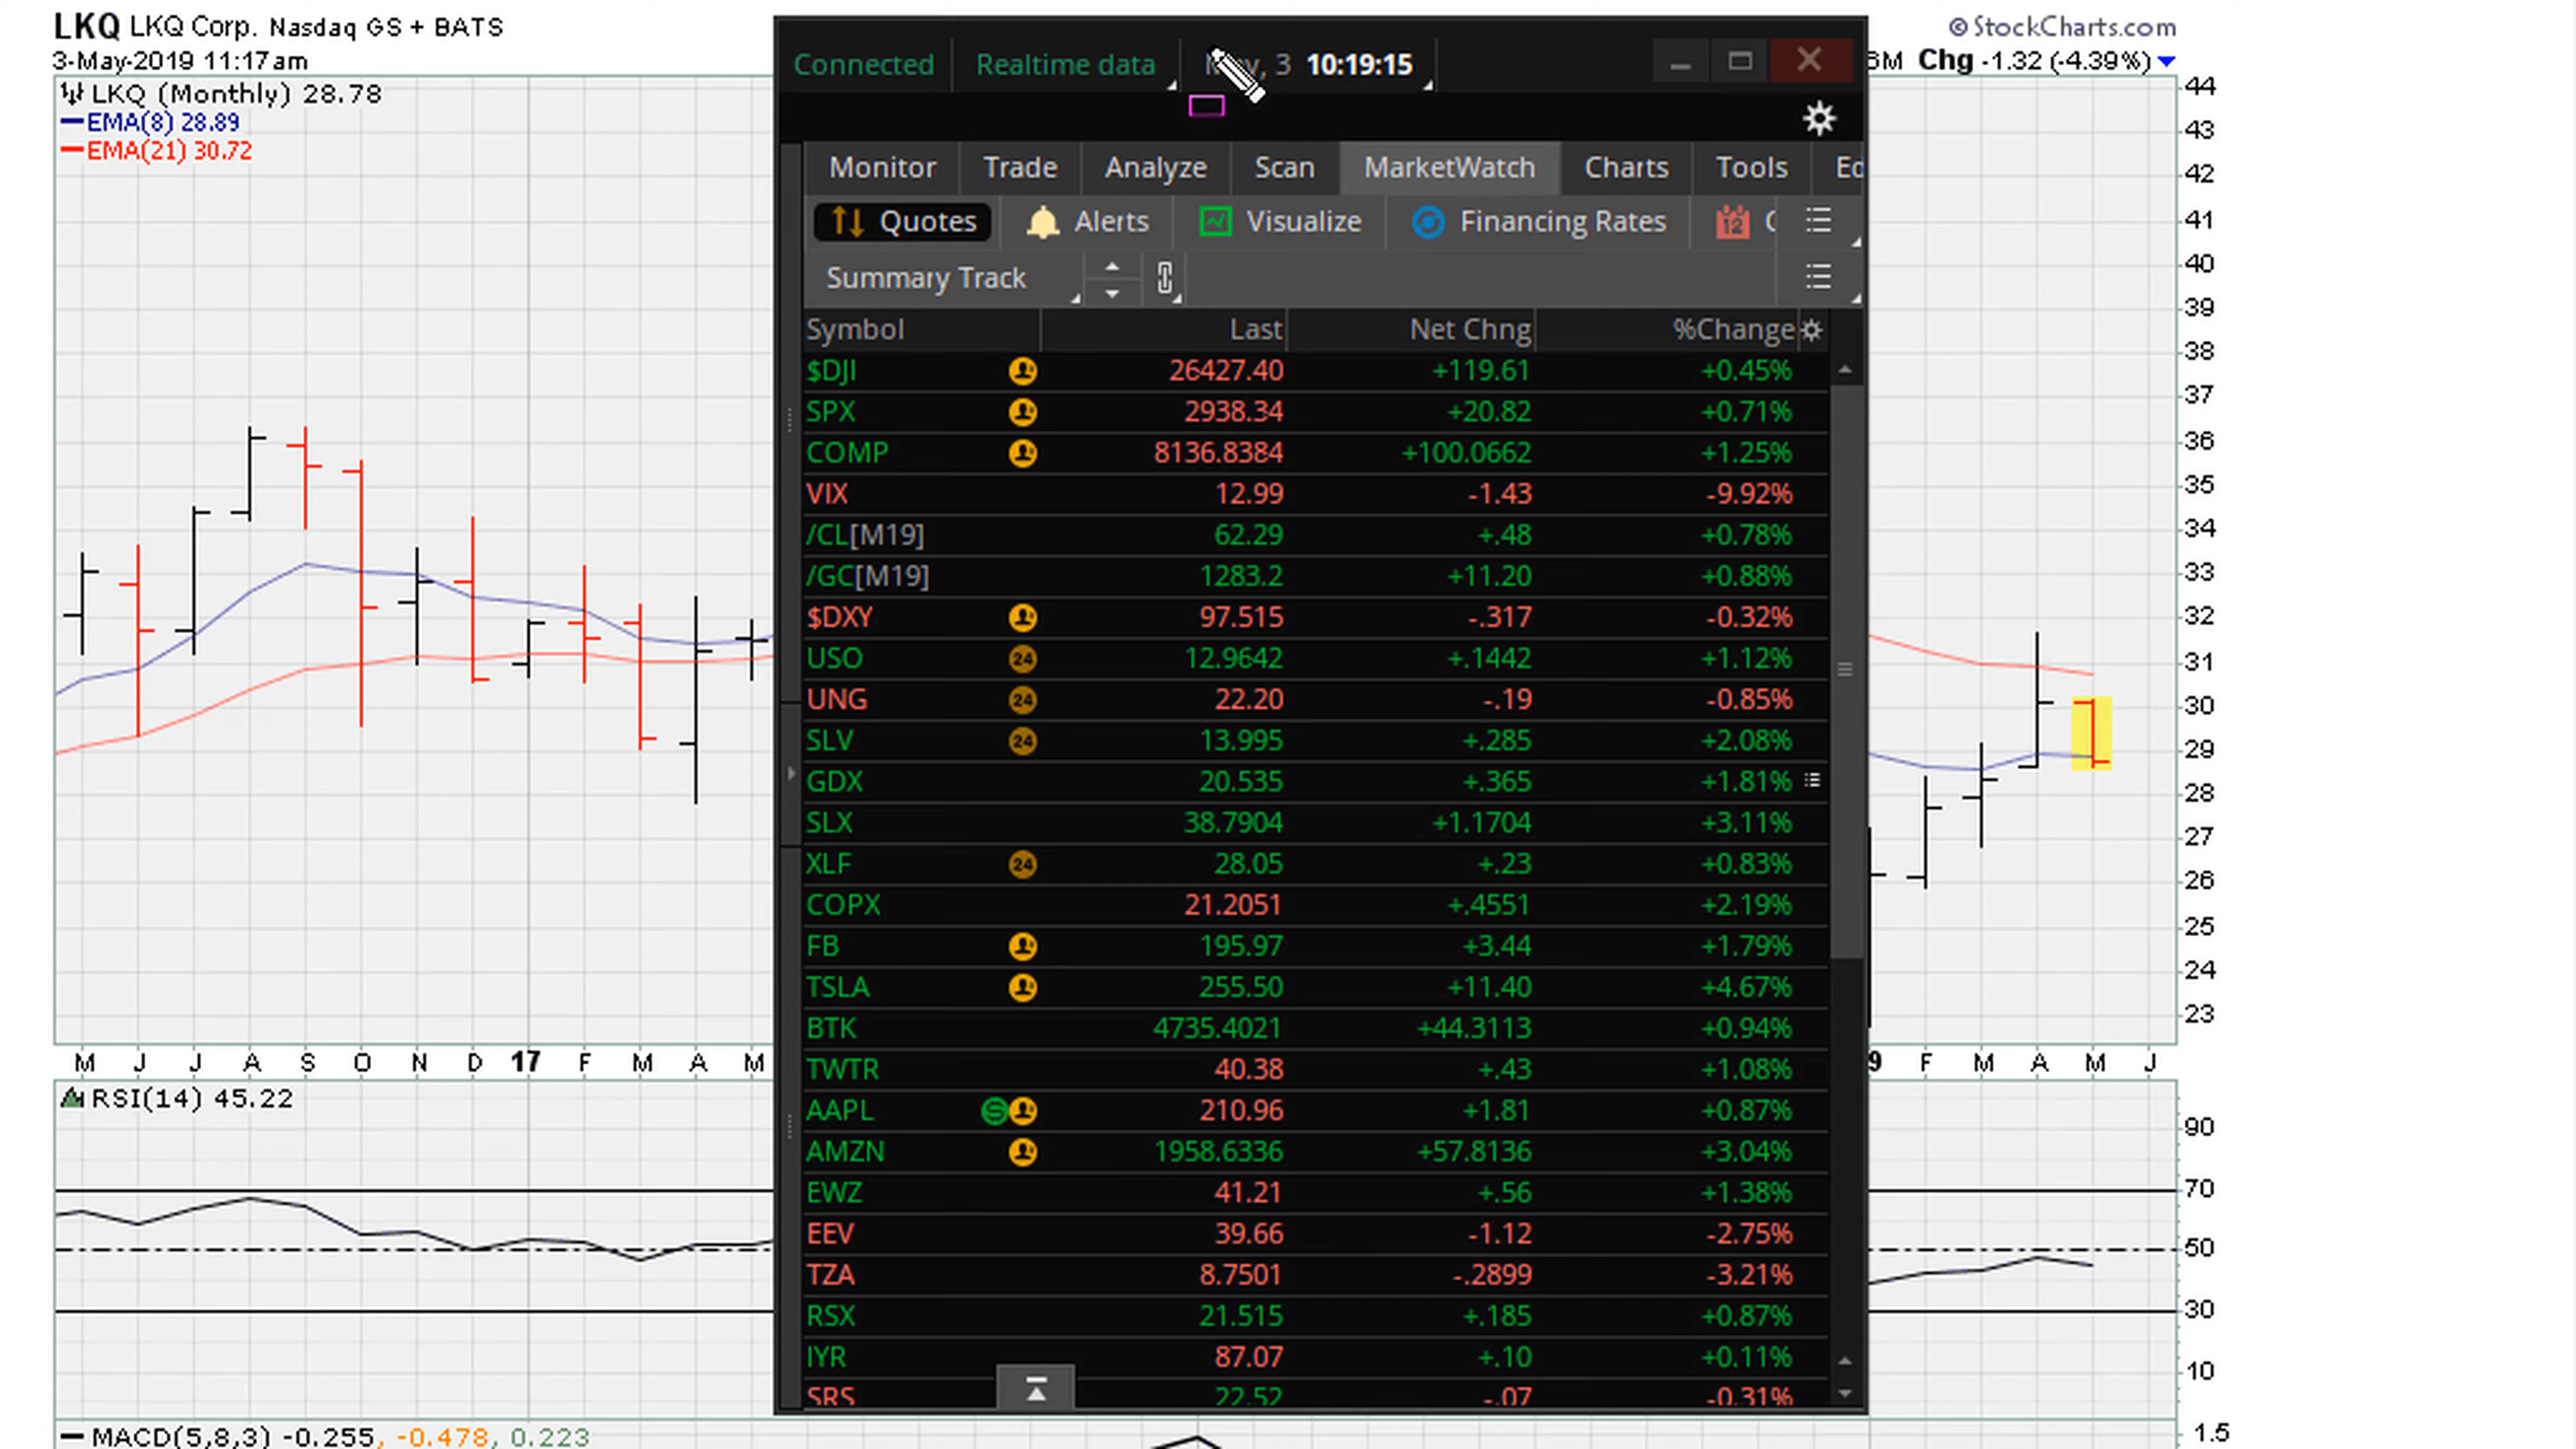 LKQ LKQ Corp. Nasdaq GS + BATS
© StockCharts.com
3-May-2019 11:17am
Chg -1.32 (-4.39%)
LKQ (Monthly) 28.78
EMA(8) 28.89
EMA(21) 30.72
Connected Realtime data , 3 10:19:15
Monitor Trade Analyze Scan MarketWatch Charts Tools
Quotes Alerts Visualize Financing Rates 12
Summary Track
Symbol Last Net Chng %Change
$DJI 26427.40 +119.61 +0.45%
SPX 2938.34 +20.82 +0.71%
COMP 8136.8384 +100.0662 +1.25%
VIX 12.99 -1.43 -9.92%
/CL[M19] 62.29 +.48 +0.78%
/GC[M19] 1283.2 +11.20 +0.88%
$DXY 97.515 -.317 -0.32%
USO 24 12.9642 +.1442 +1.12%
UNG 24 22.20 -.19 -0.85%
SLV 24 13.995 +.285 +2.08%
GDX 20.535 +.365 +1.81%
SLX 38.7904 +1.1704 +3.11%
XLF 24 28.05 +.23 +0.83%
COPX 21.2051 +.4551 +2.19%
FB 195.97 +3.44 +1.79%
TSLA 255.50 +11.40 +4.67%
BTK 4735.4021 +44.3113 +0.94%
TWTR 40.38 +.43 +1.08%
AAPL 210.96 +1.81 +0.87%
AMZN 1958.6336 +57.8136 +3.04%
EWZ 41.21 +.56 +1.38%
EEV 39.66 -1.12 -2.75%
TZA 8.7501 -.2899 -3.21%
RSX 21.515 +.185 +0.87%
IYR 87.07 +.10 +0.11%
SRS 22.52 -.07 -0.31%
44
43
42
41
40
39
38
37
36
35
34
33
32
31
30
29
28
27
26
25
24
23
M J J A S O N D 17 F M A M
9 F M A M J
RSI(14) 45.22
90
70
50
30
10
MACD(5,8,3) -0.255, -0.478, 0.223
1.5